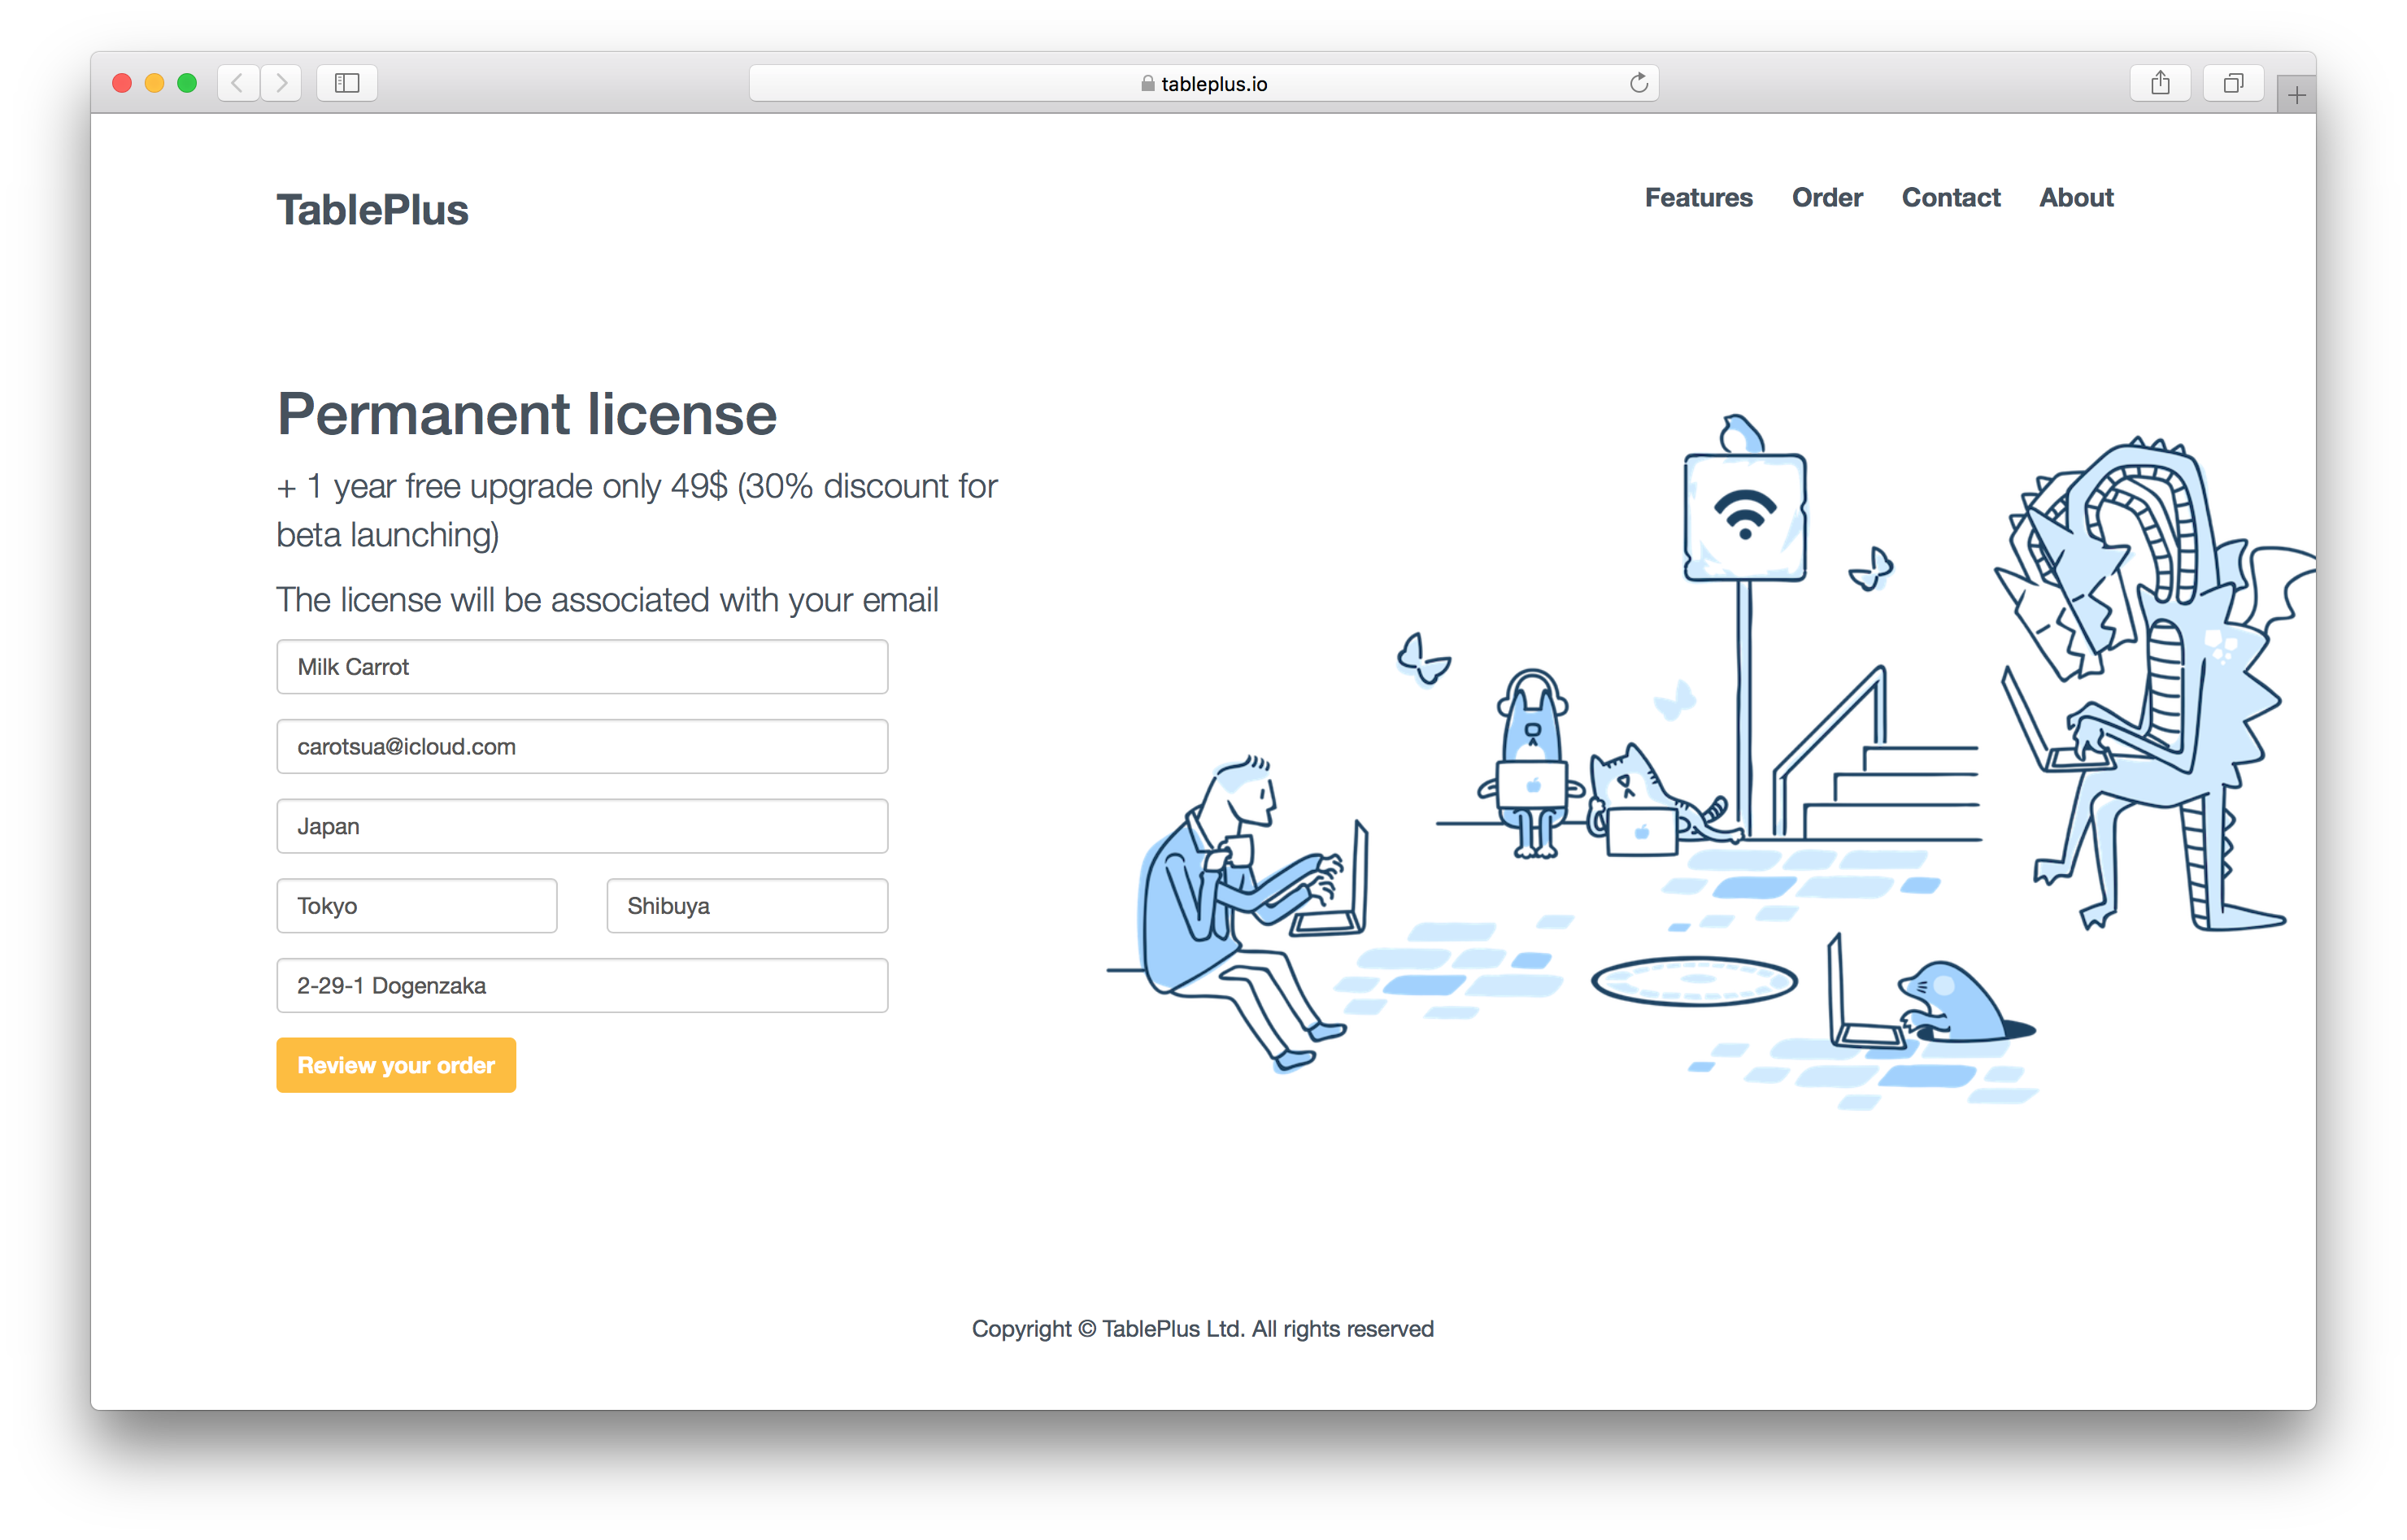 tableplus.io
TablePlus
Features Order Contact About
Permanent license
+ 1 year free upgrade only 49$ (30% discount for
beta launching)
The license will be associated with your email
Milk Carrot
carotsua@icloud.com
Japan
Tokyo Shibuya
2-29-1 Dogenzaka
Review your order
Copyright © TablePlus Ltd. All rights reserved